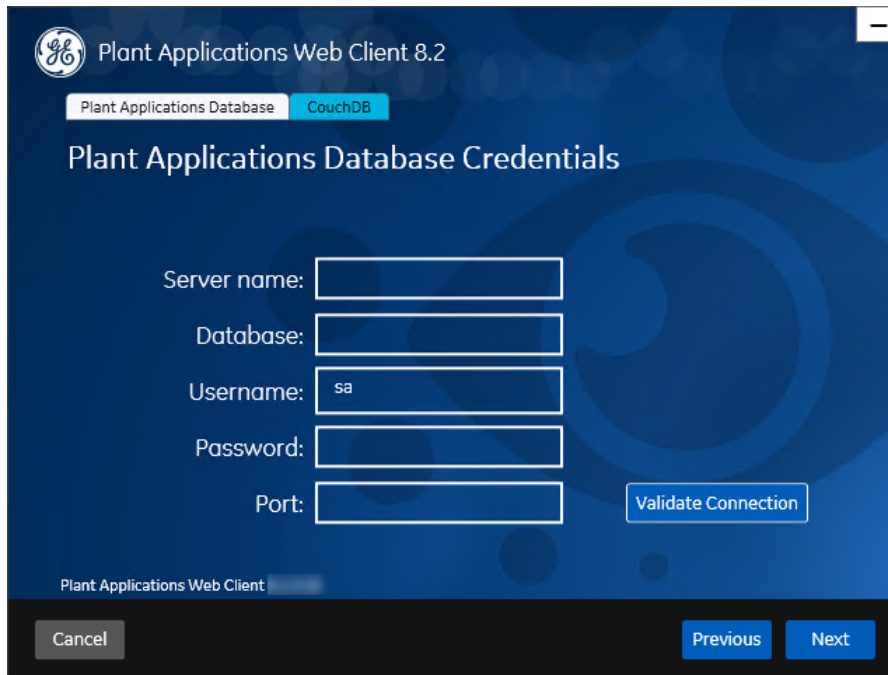 Plant Applications Web Client 8.2
Plant Applications Database CouchDB
Plant Applications Database Credentials
Server name:
Database:
Username: sa
Password:
Port: Validate Connection
Plant Applications Web Client
Cancel Previous Next